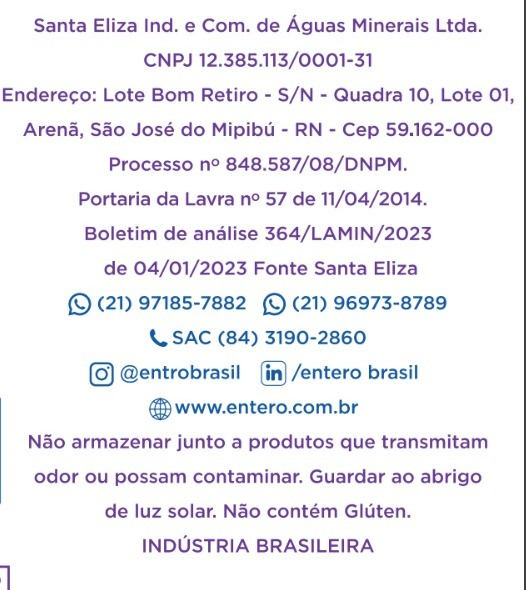 Santa Eliza Ind. e Com. de Águas Minerais Ltda.
CNPJ 12.385.113/0001-31
Endereço: Lote Bom Retiro - S/N - Quadra 10, Lote 01,
Arenã, São José do Mipibú - RN - Cep 59.162-000
Processo nº 848.587/08/DNPM.
Portaria da Lavra nº 57 de 11/04/2014.
Boletim de análise 364/LAMIN/2023
de 04/01/2023 Fonte Santa Eliza
(21) 97185-7882 (21) 96973-8789
SAC (84) 3190-2860
@entrobrasil in /entero brasil
www.entero.com.br
Não armazenar junto a produtos que transmitam
odor ou possam contaminar. Guardar ao abrigo
de luz solar. Não contém Glúten.
INDÚSTRIA BRASILEIRA